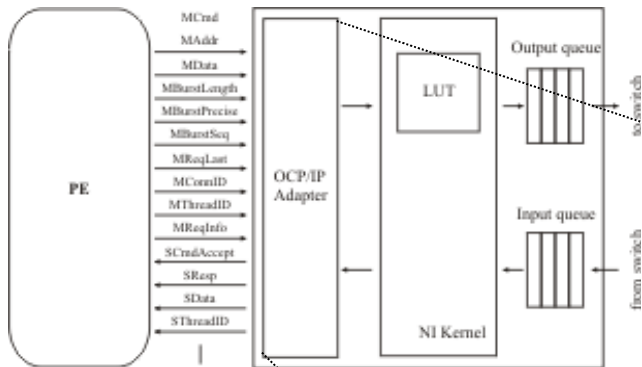 MCmd
MAddr
MData
MBurstLength
MBurstPrecise
MBurstSeq
MReqLast
MConnID
MThreadID
MReqInfo
SCmdAccept
SResp
SData
SThreadID
PE
OCP/IP
Adapter
LUT
NI Kernel
Output queue
to switch
Input queue
from switch